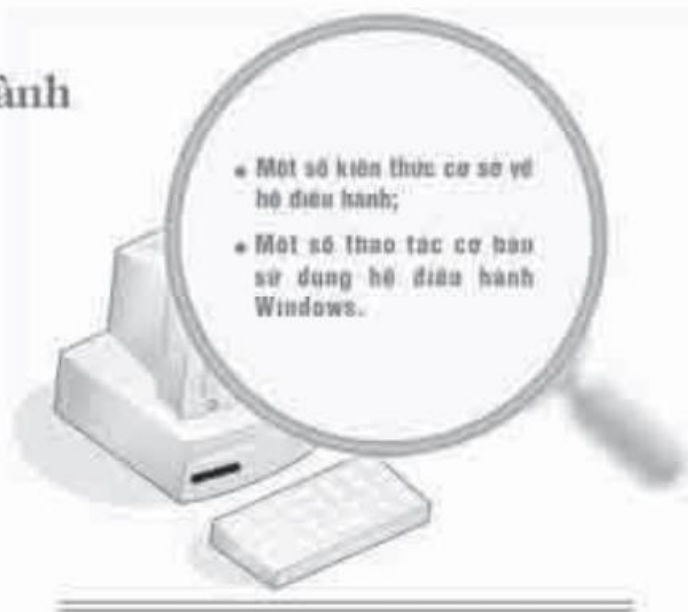 ành
• Một số kiến thức cơ sở về
hệ điều hành;
• Một số thao tác cơ bản
sử dụng hệ điều hành
Windows.